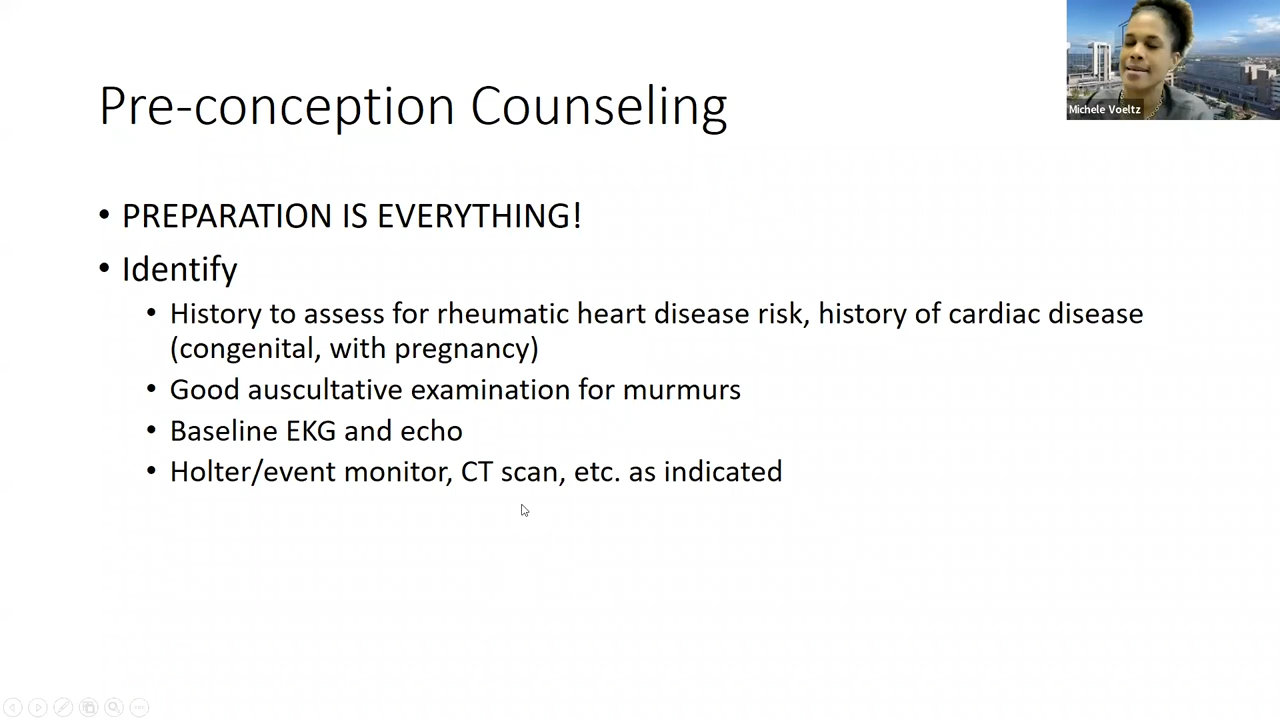 Pre-conception Counseling
Michele Voeltz
• PREPARATION IS EVERYTHING!
• Identify
• History to assess for rheumatic heart disease risk, history of cardiac disease
(congenital, with pregnancy)
• Good auscultative examination for murmurs
• Baseline EKG and echo
• Holter/event monitor, CT scan, etc. as indicated